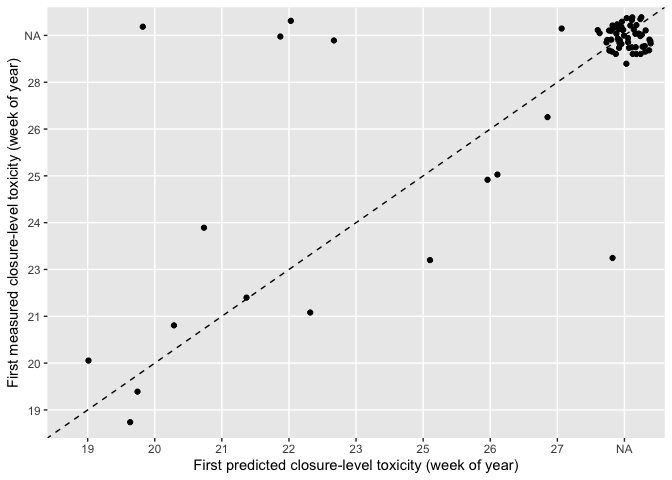 First measured closure-level toxicity (week of year)
NA
28
26
25
24
23
21
20
19
19 20 21 22 23 25 26 27 NA
First predicted closure-level toxicity (week of year)